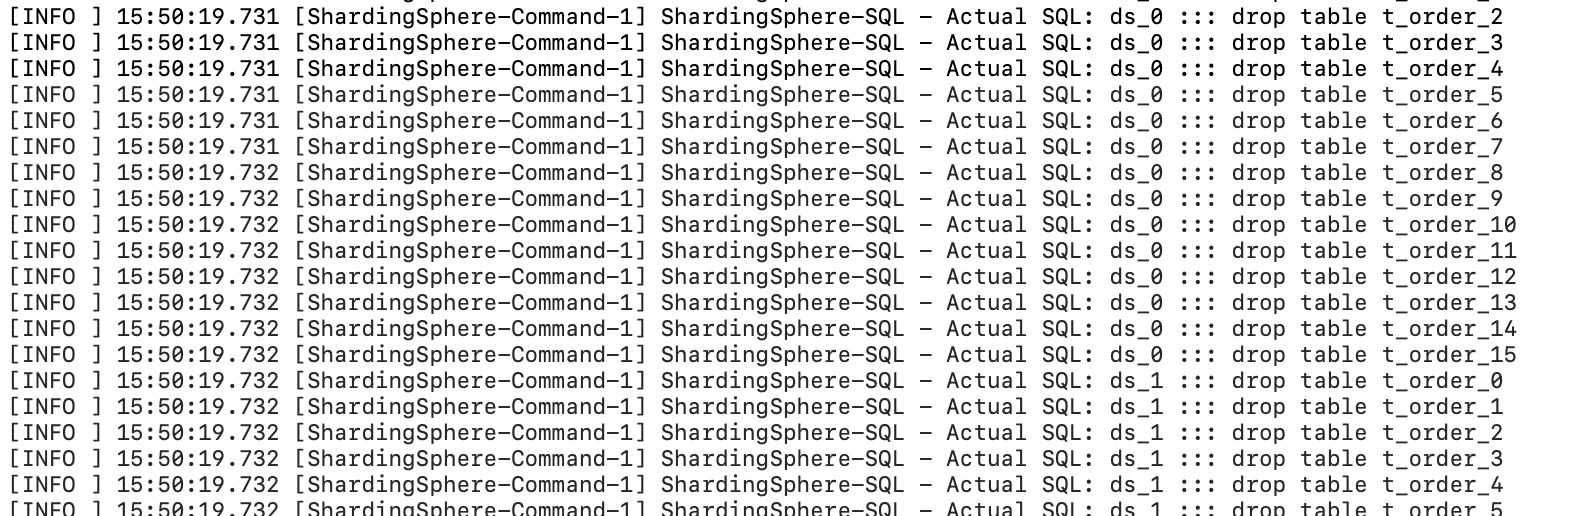 [INFO ] 15:50:19.731 [ShardingSphere-Command-1] ShardingSphere-SQL - Actual SQL: ds_0 ::: drop table t_order_2
[INFO ] 15:50:19.731 [ShardingSphere-Command-1] ShardingSphere-SQL - Actual SQL: ds_0 ::: drop table t_order_3
[INFO ] 15:50:19.731 [ShardingSphere-Command-1] ShardingSphere-SQL - Actual SQL: ds_0 ::: drop table t_order_4
[INFO ] 15:50:19.731 [ShardingSphere-Command-1] ShardingSphere-SQL - Actual SQL: ds_0 ::: drop table t_order_5
[INFO ] 15:50:19.731 [ShardingSphere-Command-1] ShardingSphere-SQL - Actual SQL: ds_0 ::: drop table t_order_6
[INFO ] 15:50:19.731 [ShardingSphere-Command-1] ShardingSphere-SQL - Actual SQL: ds_0 ::: drop table t_order_7
[INFO ] 15:50:19.732 [ShardingSphere-Command-1] ShardingSphere-SQL - Actual SQL: ds_0 ::: drop table t_order_8
[INFO ] 15:50:19.732 [ShardingSphere-Command-1] ShardingSphere-SQL - Actual SQL: ds_0 ::: drop table t_order_9
[INFO ] 15:50:19.732 [ShardingSphere-Command-1] ShardingSphere-SQL - Actual SQL: ds_0 ::: drop table t_order_10
[INFO ] 15:50:19.732 [ShardingSphere-Command-1] ShardingSphere-SQL - Actual SQL: ds_0 ::: drop table t_order_11
[INFO ] 15:50:19.732 [ShardingSphere-Command-1] ShardingSphere-SQL - Actual SQL: ds_0 ::: drop table t_order_12
[INFO ] 15:50:19.732 [ShardingSphere-Command-1] ShardingSphere-SQL - Actual SQL: ds_0 ::: drop table t_order_13
[INFO ] 15:50:19.732 [ShardingSphere-Command-1] ShardingSphere-SQL - Actual SQL: ds_0 ::: drop table t_order_14
[INFO ] 15:50:19.732 [ShardingSphere-Command-1] ShardingSphere-SQL - Actual SQL: ds_0 ::: drop table t_order_15
[INFO ] 15:50:19.732 [ShardingSphere-Command-1] ShardingSphere-SQL - Actual SQL: ds_1 ::: drop table t_order_0
[INFO ] 15:50:19.732 [ShardingSphere-Command-1] ShardingSphere-SQL - Actual SQL: ds_1 ::: drop table t_order_1
[INFO ] 15:50:19.732 [ShardingSphere-Command-1] ShardingSphere-SQL - Actual SQL: ds_1 ::: drop table t_order_2
[INFO ] 15:50:19.732 [ShardingSphere-Command-1] ShardingSphere-SQL - Actual SQL: ds_1 ::: drop table t_order_3
[INFO ] 15:50:19.732 [ShardingSphere-Command-1] ShardingSphere-SQL - Actual SQL: ds_1 ::: drop table t_order_4
[INFO ] 15:50:19.732 [ShardingSphere-Command-1] ShardingSphere-SQL - Actual SQL: ds_1 ::: drop table t_order_5